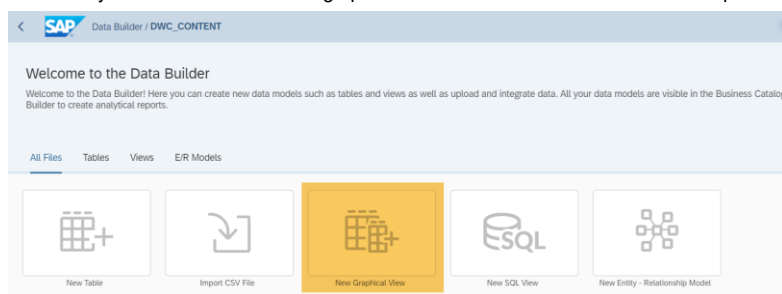 SAP Data Builder / DWC_CONTENT
Welcome to the Data Builder
Welcome to the Data Builder! Here you can create new data models such as tables and views as well as upload and integrate data. All your data models are visible in the Business
Builder to create analytical reports.
All Files Tables Views E/R Models
SQL
New Table Import CSV File New Graphical View New SQL View New Entity - Relationship Model